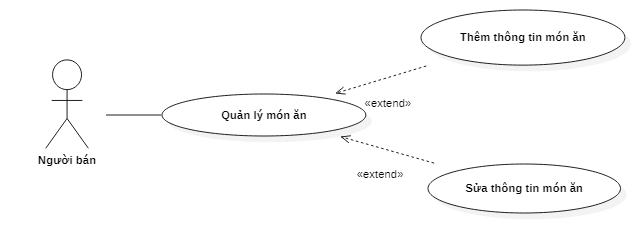 Thêm thông tin món ăn
«extend»
Quản lý món ăn
Người bán
«extend»
Sửa thông tin món ăn